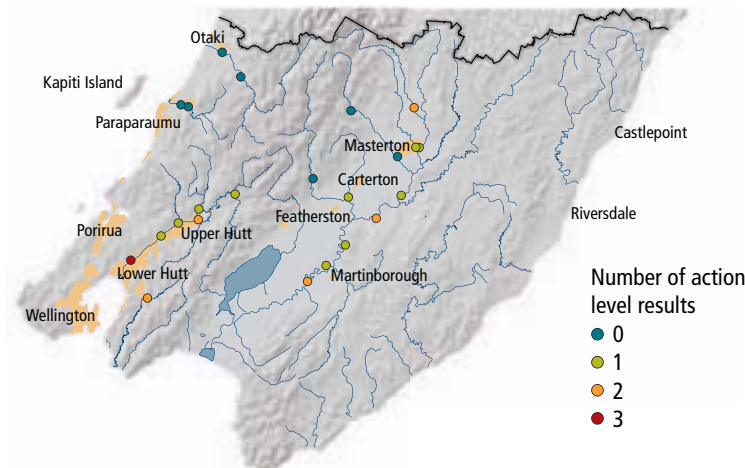 Otaki
Kapiti Island
Paraparaumu
Castlepoint
Masterton
Carterton
Riversdale
Featherston
Porirua
Upper Hutt
Lower Hutt
Martinborough
Wellington
Number of action
level results
0
1
2
3